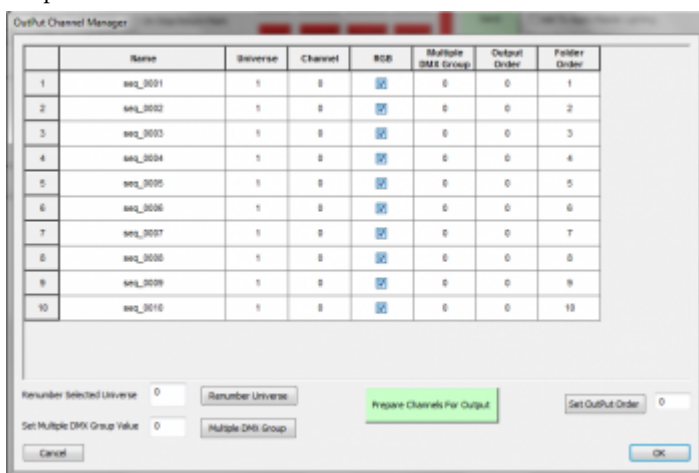 OutPut Channel Manager
Name Universe Channel RGB Multiple DMX Group Output Order Folder Order
1 seq_0001 1 0 0 0 1
2 seq_0002 1 0 0 0 2
3 seq_0003 1 0 0 0 3
4 seq_0004 1 0 0 0 4
5 seq_0005 1 0 0 0 5
6 seq_0006 1 0 0 0 6
7 seq_0007 1 0 0 0 7
8 seq_0008 1 0 0 0 8
9 seq_0009 1 0 0 0 9
10 seq_0010 1 0 0 0 10
Renumber Selected Universe 0 Renumber Universe Prepare Channels For Output Set OutPut Order 0
Set Multiple DMX Group Value 0 Multiple DMX Group
Cancel OK